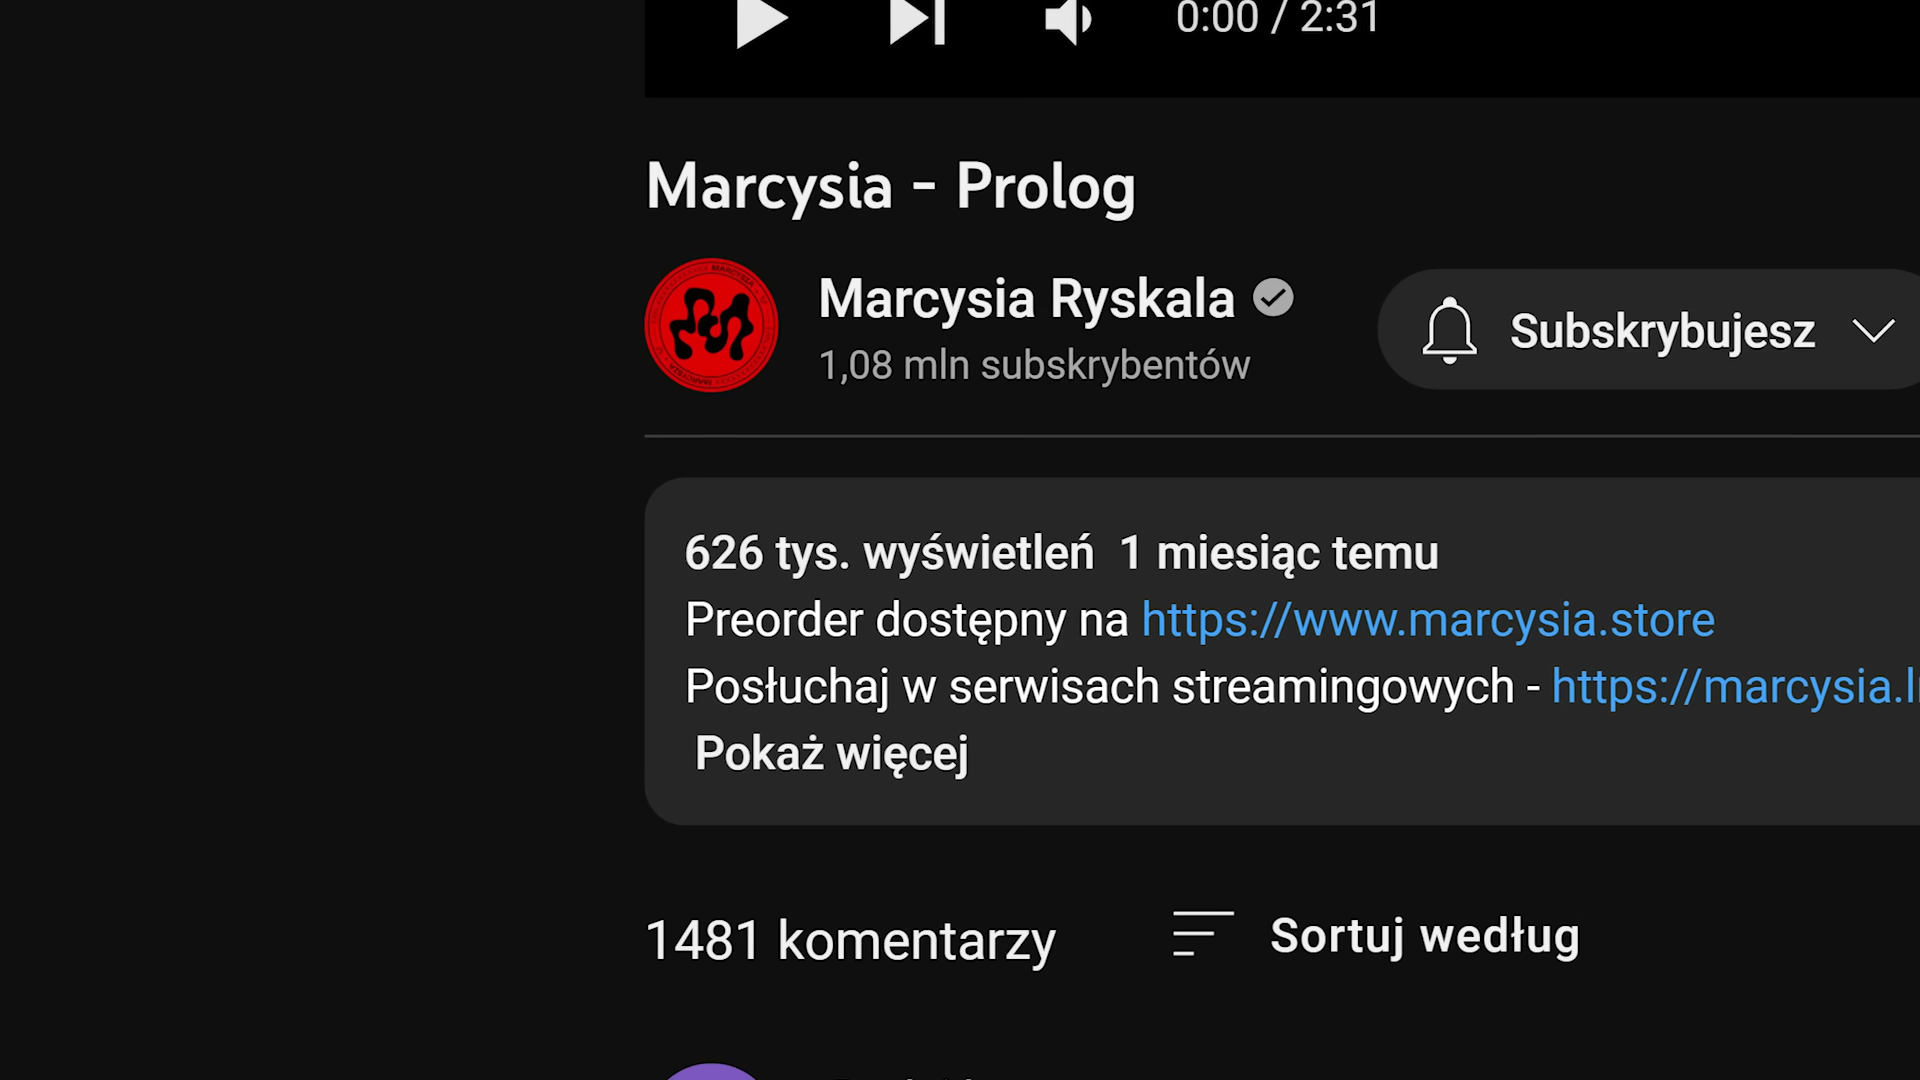 0:00 / 2:31
Marcysia - Prolog
Marcysia Ryskala
1,08 mln subskrybentów
Subskrybujesz
626 tys. wyświetleń 1 miesiąc temu
Preorder dostępny na https://www.marcysia.store
Posłuchaj w serwisach streamingowych - https://marcysia.l
Pokaż więcej
1481 komentarzy
Sortuj według